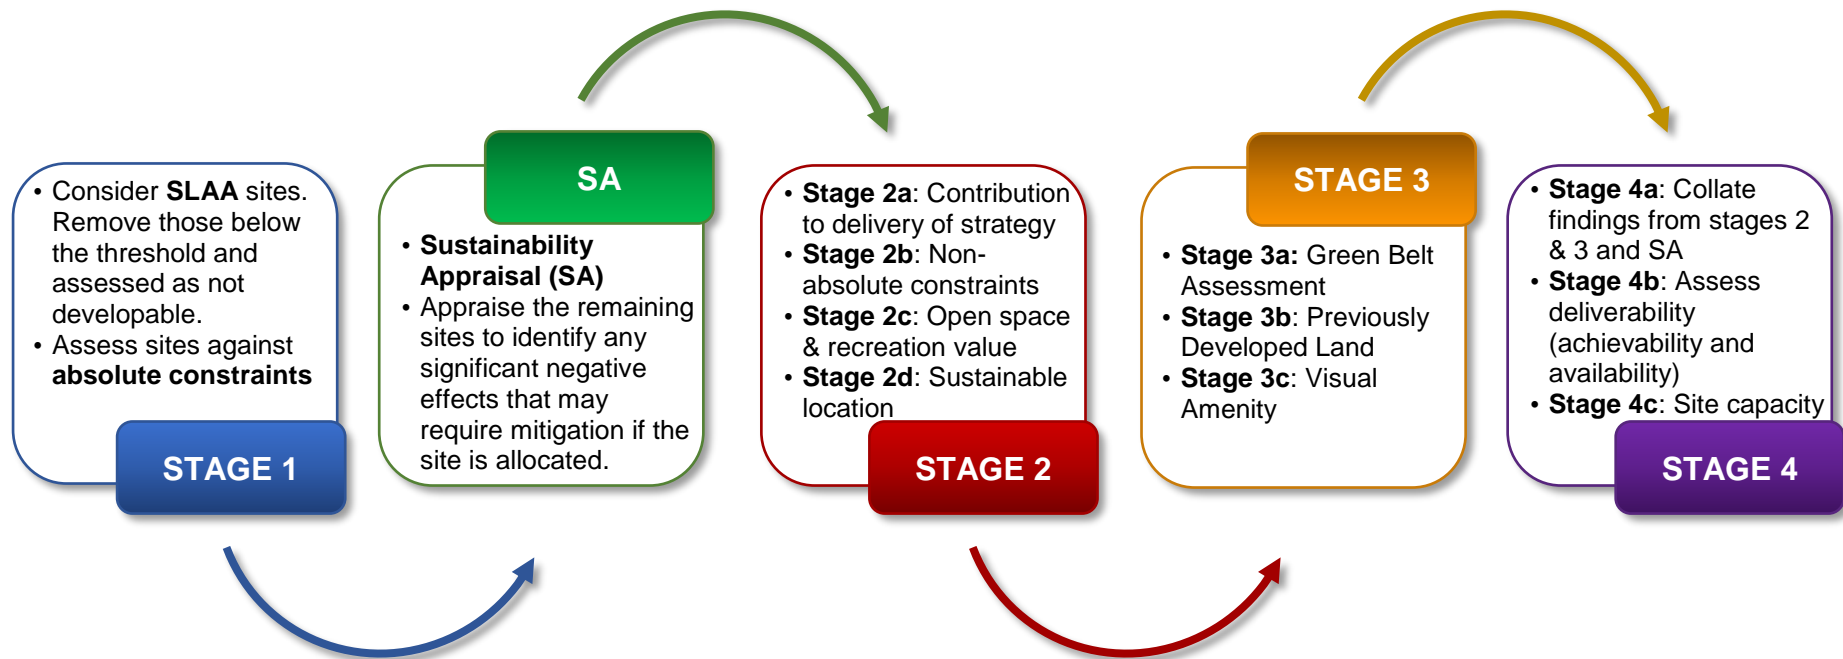 • Consider SLAA sites.
Remove those below
the threshold and
assessed as not
developable.
• Assess sites against
absolute constraints
STAGE 1
SA
• Sustainability
Appraisal (SA)
• Appraise the remaining
sites to identify any
significant negative
effects that may
require mitigation if the
site is allocated.
• Stage 2a: Contribution
to delivery of strategy
• Stage 2b: Non-
absolute constraints
• Stage 2c: Open space
& recreation value
• Stage 2d: Sustainable
location
STAGE 2
STAGE 3
• Stage 3a: Green Belt
Assessment
• Stage 3b: Previously
Developed Land
• Stage 3c: Visual
Amenity
• Stage 4a: Collate
findings from stages 2
& 3 and SA
• Stage 4b: Assess
deliverability
(achievability and
availability)
• Stage 4c: Site capacity
STAGE 4